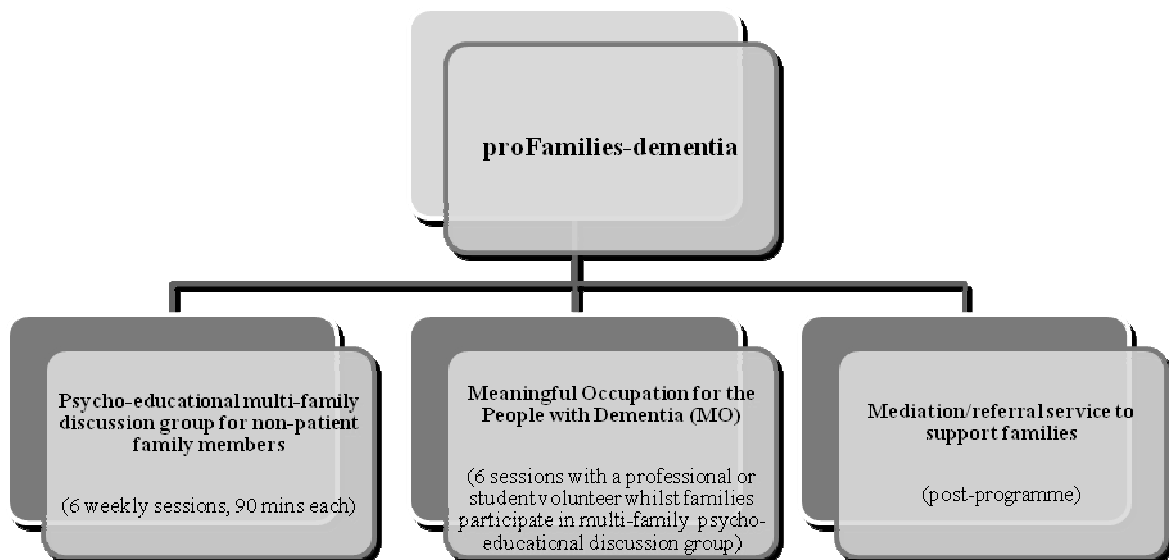 proFamilies-dementia
Psycho-educational multi-family
discussion group for non-patient
family members
(6 weekly sessions, 90 mins each)
Meaningful Occupation for the
People with Dementia (MO)
(6 sessions with a professional or
student volunteer whilst families
participate in multi-family psycho-
educational discussion group)
Mediation/referral service to
support families
(post-programme)